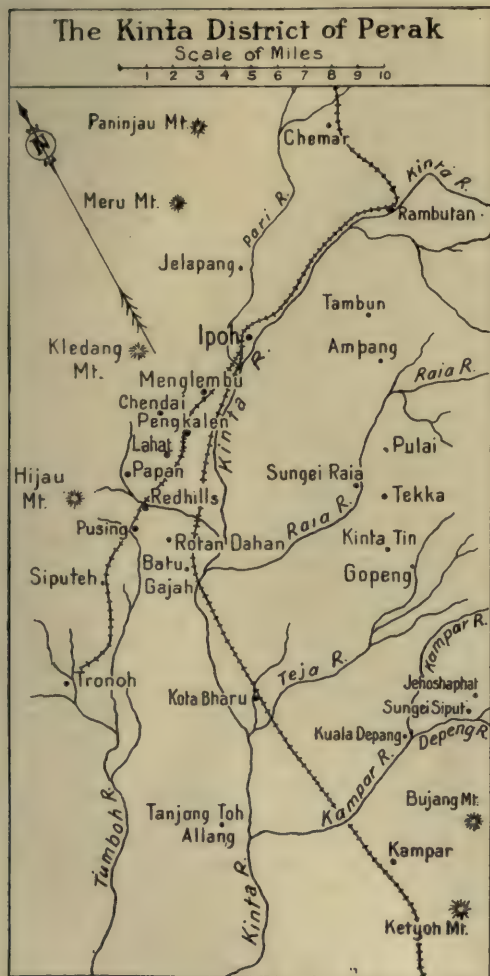 The Kinta District of Perak
Scale of Miles
1 2 3 4 5 6 7 8 9 10
Paninjau Mt.
Chemar
N
Kinta R.
Meru Mt.
Pari R.
Rambutan
Jelapang
Tambun
Ipoh
Kledang
Mt.
Ampang
Menglembu
Raia R.
Chendai
Pengkalen
Kinta R.
Lahat
Pulai
Papan
Sungei Raia
Hijau
Mt.
Redhills
Tekka
Raia R.
Pusing
Rotan Dahan
Kinta Tin
Batu
Gajah
Siputeh
Gopeng
Kampar R.
Teja R.
Tronoh
Jehoshaphat
Kota Bharu
Sungei Siput
Kuala Depang
Depeng R.
Tumboh R.
Kampar R.
Bujang Mt.
Tanjong Toh
Allang
Kampar
Kinta R.
Ketyoh Mt.